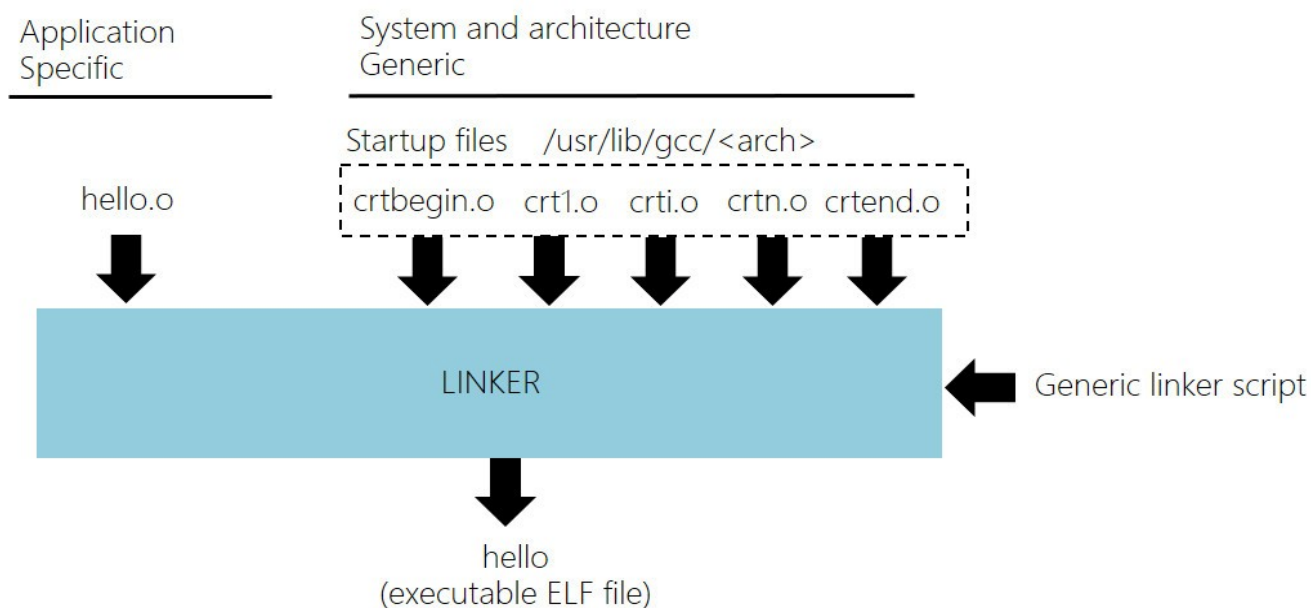 Application
Specific
System and architecture
Generic
Startup files /usr/lib/gcc/<arch>
hello.o
crtbegin.o crt1.o crti.o crtn.o crtend.o
LINKER
Generic linker script
hello
(executable ELF file)